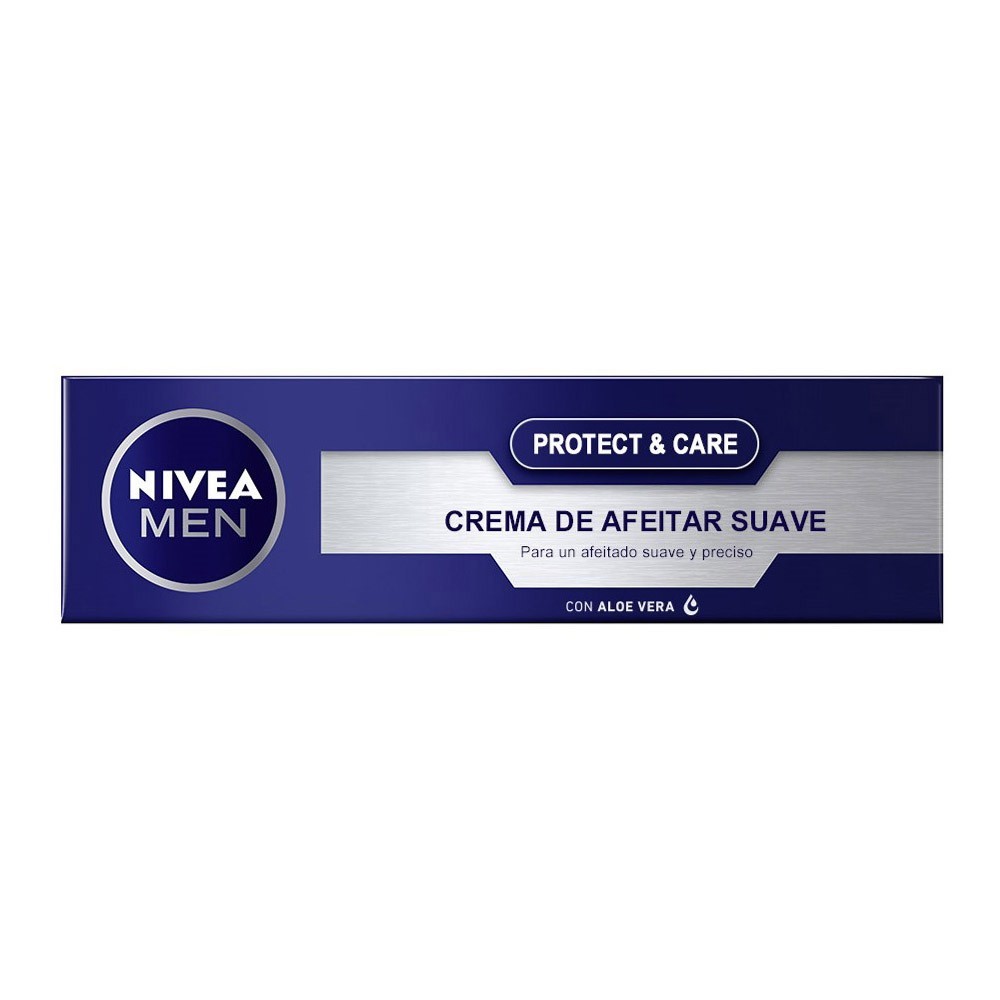 NIVEA
MEN
PROTECT & CARE
CREMA DE AFEITAR SUAVE
Para un afeitado suave y preciso
CON ALOE VERA